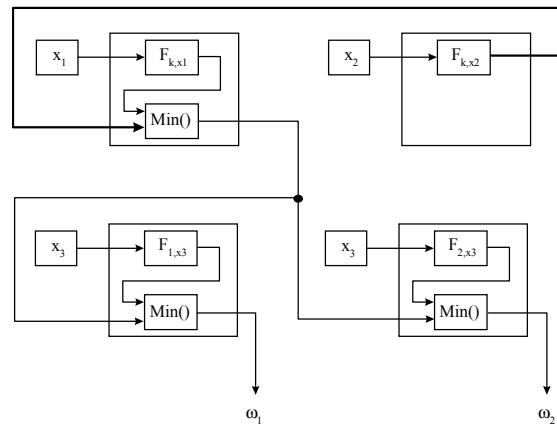 x1
Fk,x1
x2
Fk,x2
Min()
x3
F1,x3
x3
F2,x3
Min()
Min()
ω1
ω2